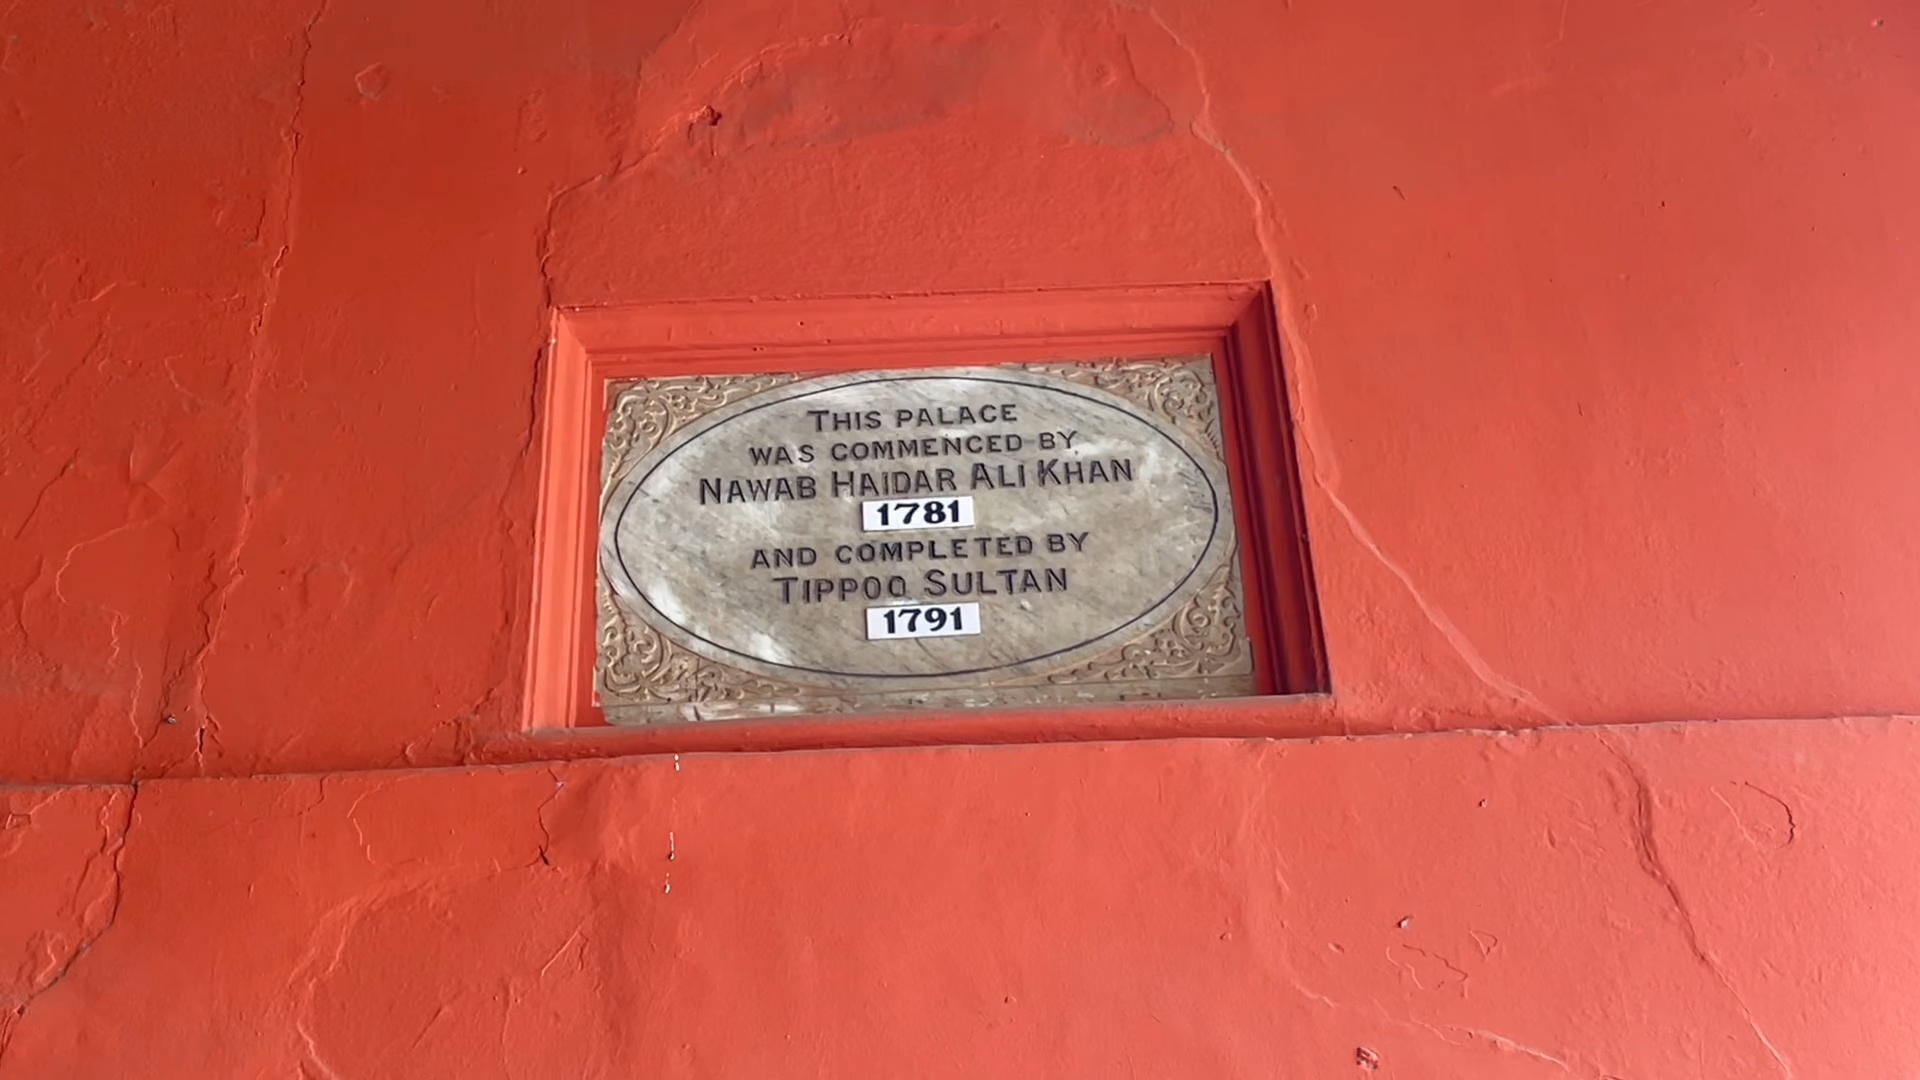 THIS PALACE
WAS COMMENCED BY
NAWAB HAIDAR ALI KHAN
1781
AND COMPLETED BY
TIPPOO SULTAN
1791